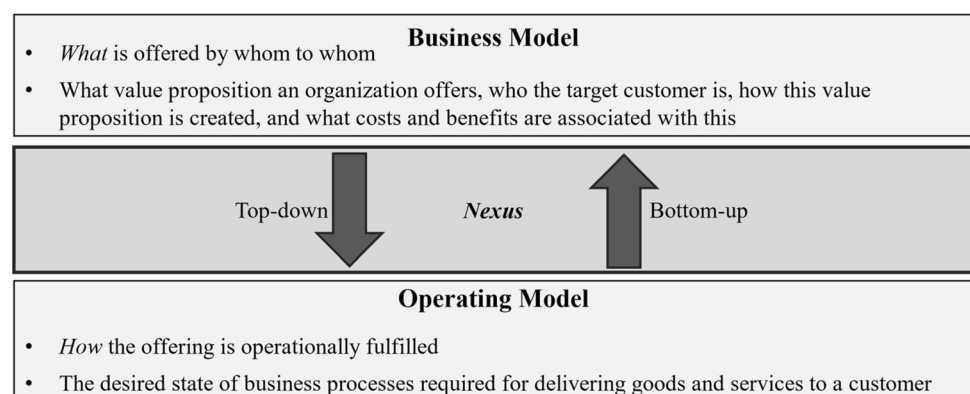 Business Model
• What is offered by whom to whom
• What value proposition an organization offers, who the target customer is, how this value
proposition is created, and what costs and benefits are associated with this
Top-down
Nexus
Bottom-up
Operating Model
• How the offering is operationally fulfilled
• The desired state of business processes required for delivering goods and services to a customer